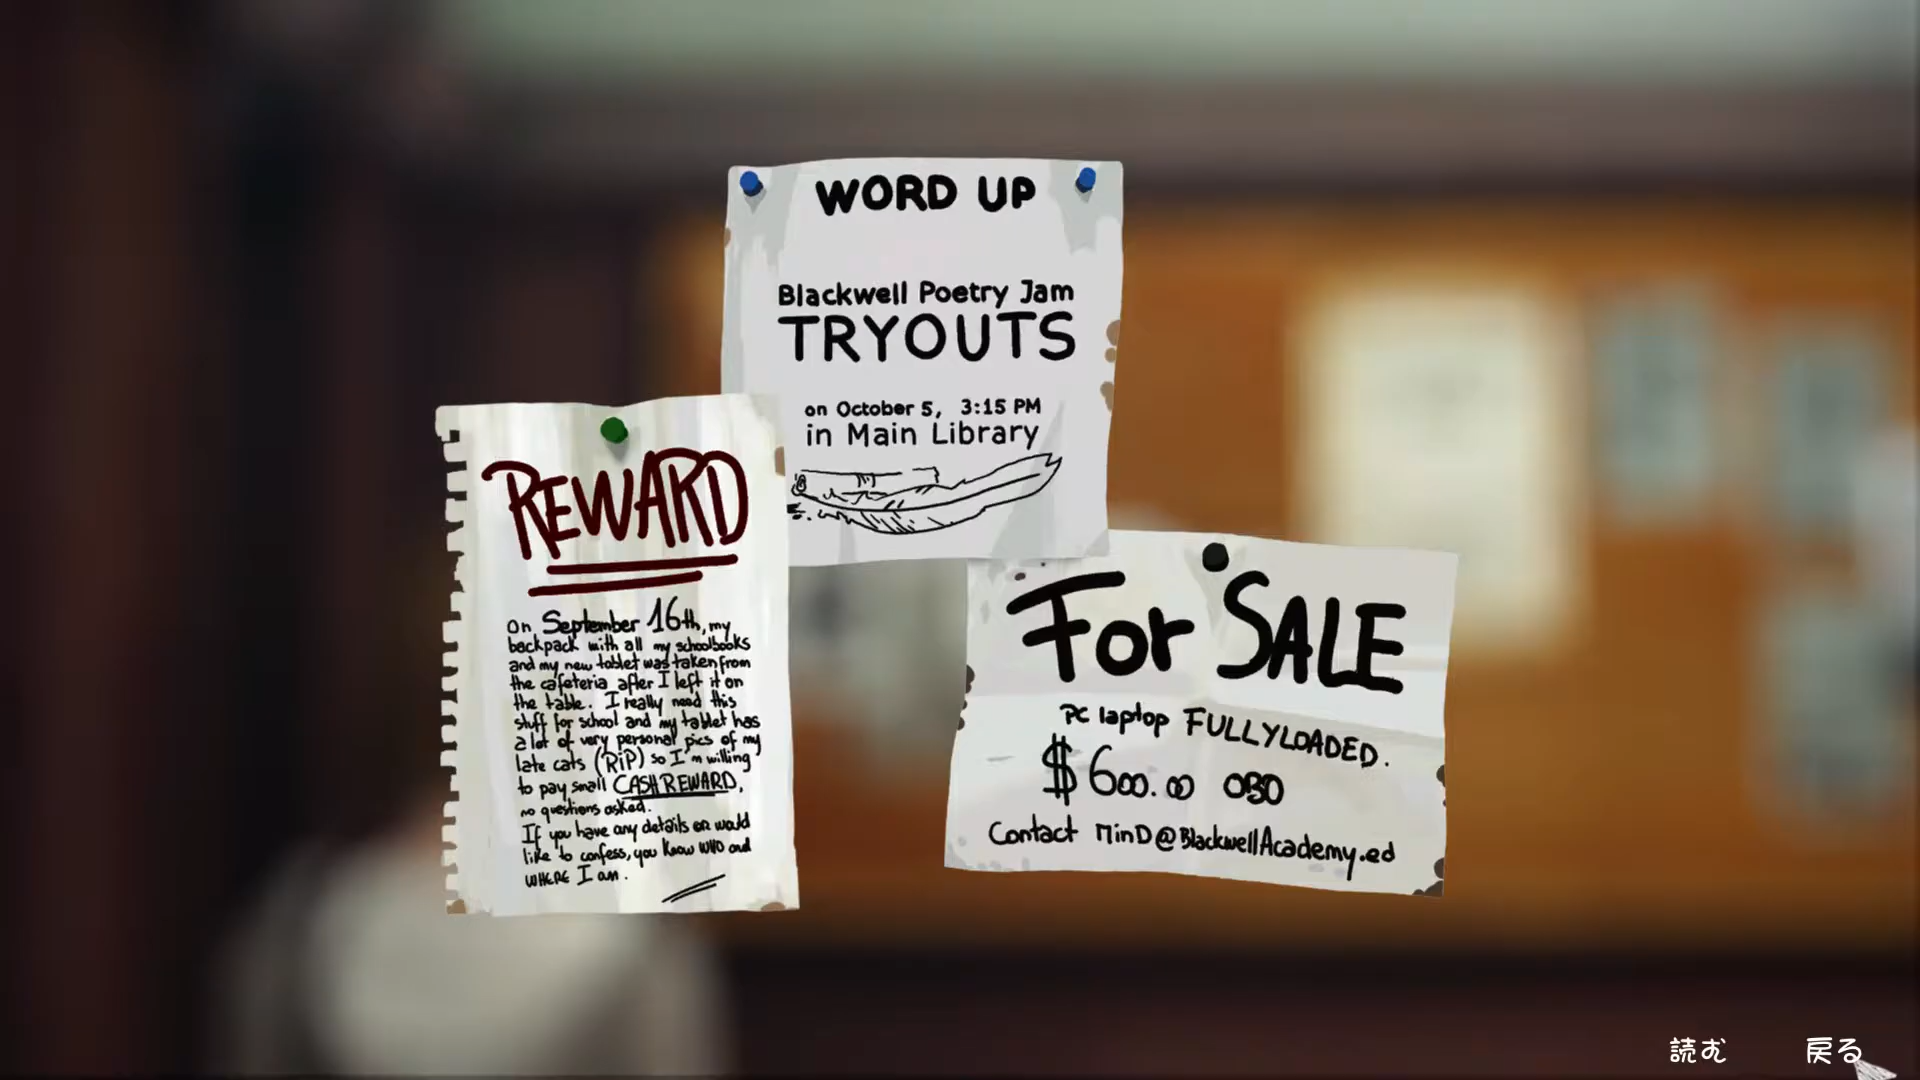 WORD UP
Blackwell Poetry Jam
TRYOUTS
on October 5, 3:15 PM
in Main Library
REWARD
On September 16th, my
backpack with all my schoolbooks
and my new tablet was taken from
the cafeteria after I left it on
the table. I really need this
stuff for school and my tablet has
a lot of very personal pics of my
late cats (RiP) so I'm willing
to pay small CASH REWARD,
no questions asked.
If you have any details or would
like to confess, you know WHO and
WHERE I am.
For SALE
PC laptop FULLYLOADED.
$600.00 OBO
Contact MinD@BlackwellAcademy.ed
読む
戻る